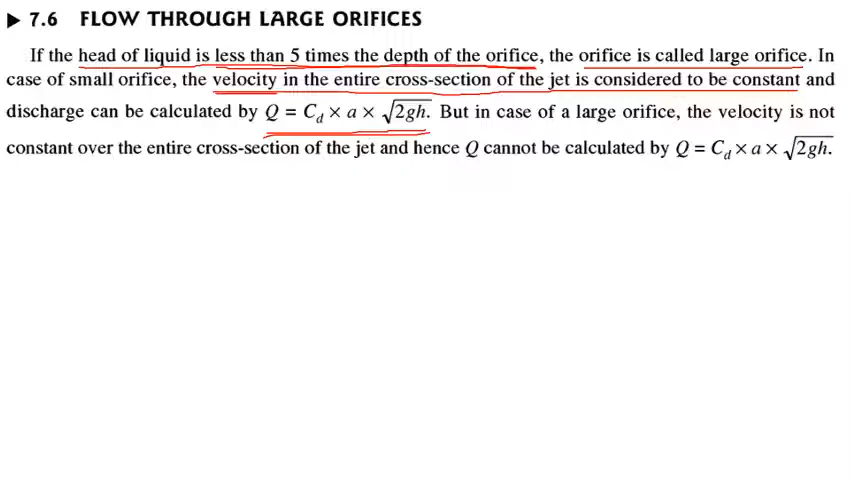 ▶ 7.6 FLOW THROUGH LARGE ORIFICES
If the head of liquid is less than 5 times the depth of the orifice, the orifice is called large orifice. In
case of small orifice, the velocity in the entire cross-section of the jet is considered to be constant and
discharge can be calculated by Q = C_d × a × √2gh. But in case of a large orifice, the velocity is not
constant over the entire cross-section of the jet and hence Q cannot be calculated by Q = C_d × a × √2gh.